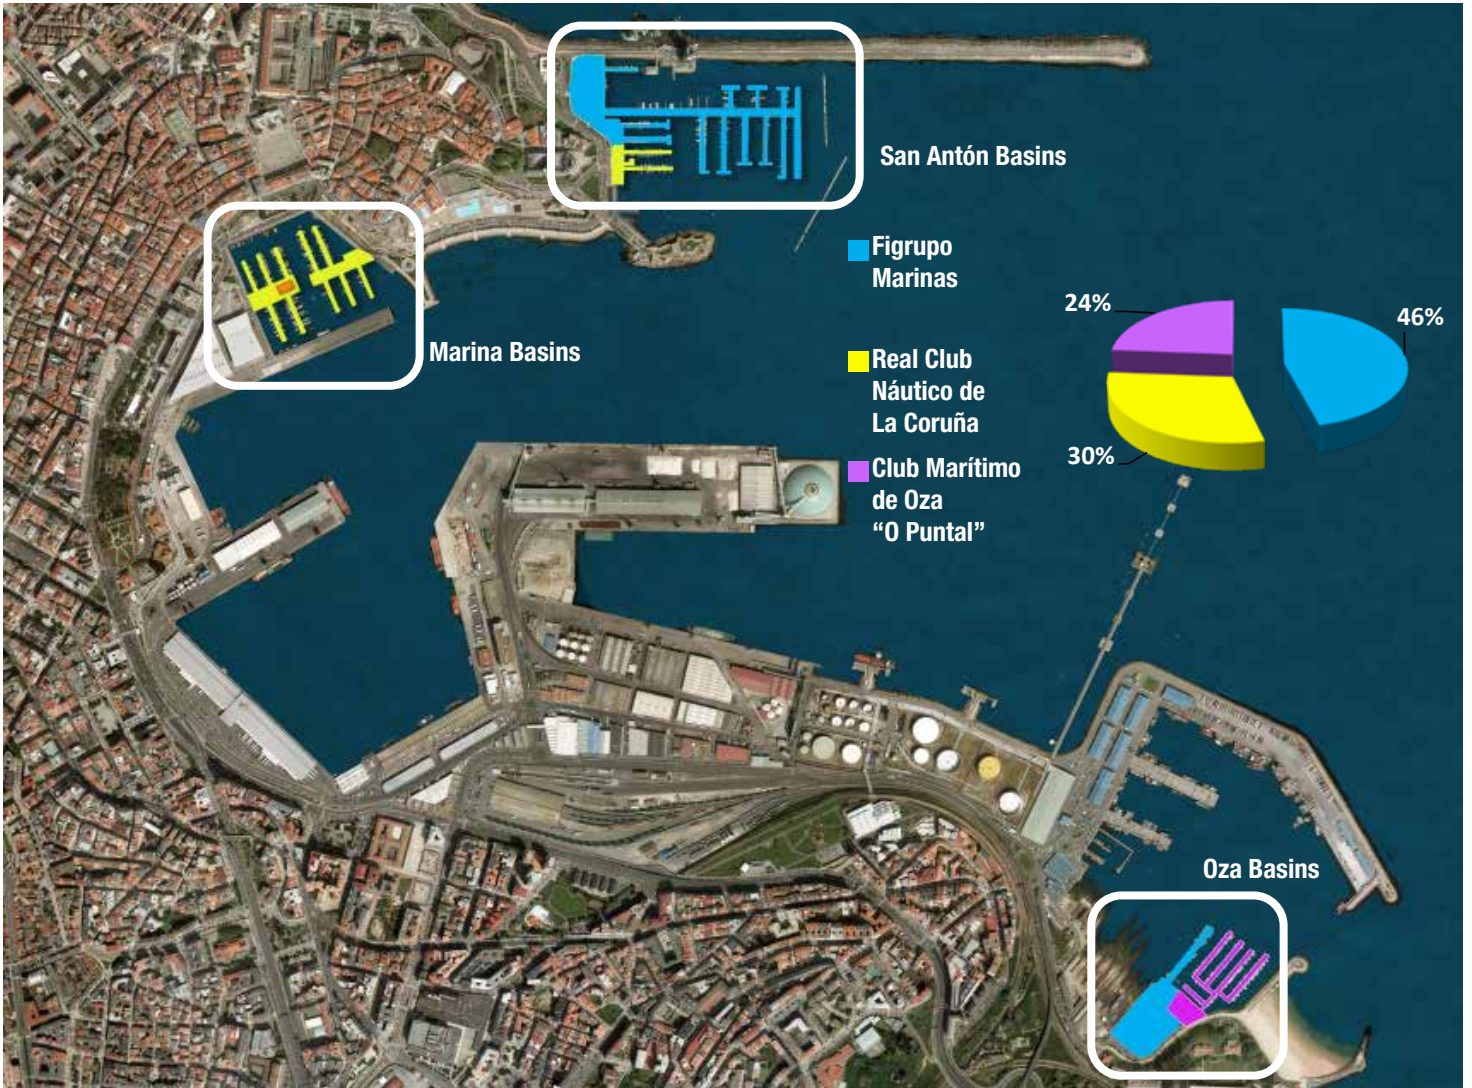 San Antón Basins
Figrupo
Marinas
24%
46%
Marina Basins
Real Club
Náutico de
La Coruña
30%
Club Marítimo
de Oza
“O Puntal”
Oza Basins